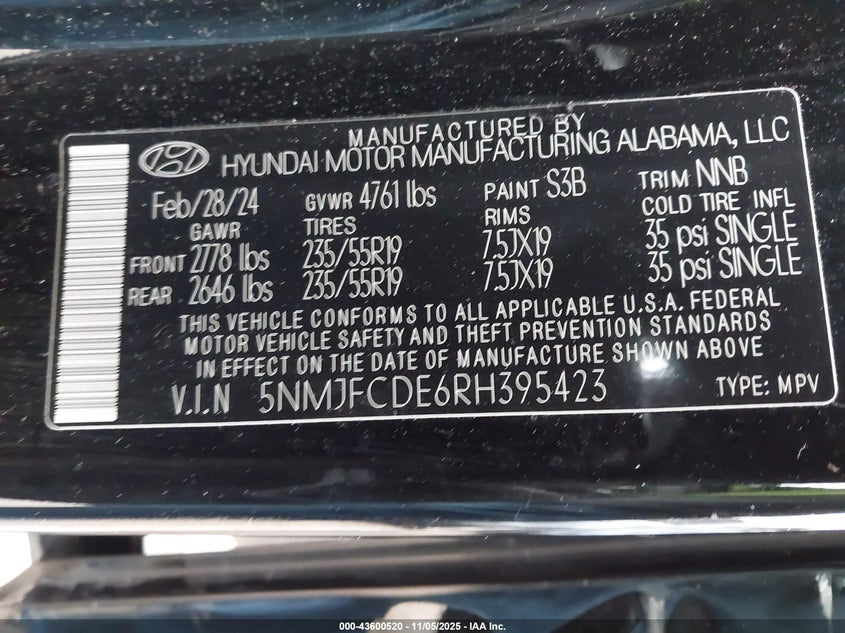 MANUFACTURED BY
HYUNDAI MOTOR MANUFACTURING ALABAMA, LLC
Feb/28/24 GVWR 4761 lbs PAINT S3B TRIM NNB
GAWR TIRES RIMS COLD TIRE INFL
FRONT 2778 lbs 235/55R19 7.5JX19 35 psi SINGLE
REAR 2646 lbs 235/55R19 7.5JX19 35 psi SINGLE
THIS VEHICLE CONFORMS TO ALL APPLICABLE U.S.A. FEDERAL
MOTOR VEHICLE SAFETY AND THEFT PREVENTION STANDARDS
IN EFFECT ON THE DATE OF MANUFACTURE SHOWN ABOVE
V.I.N 5NMJFCDE6RH395423 TYPE: MPV
000-43600520 | 11/05/2025 - IAA Inc.